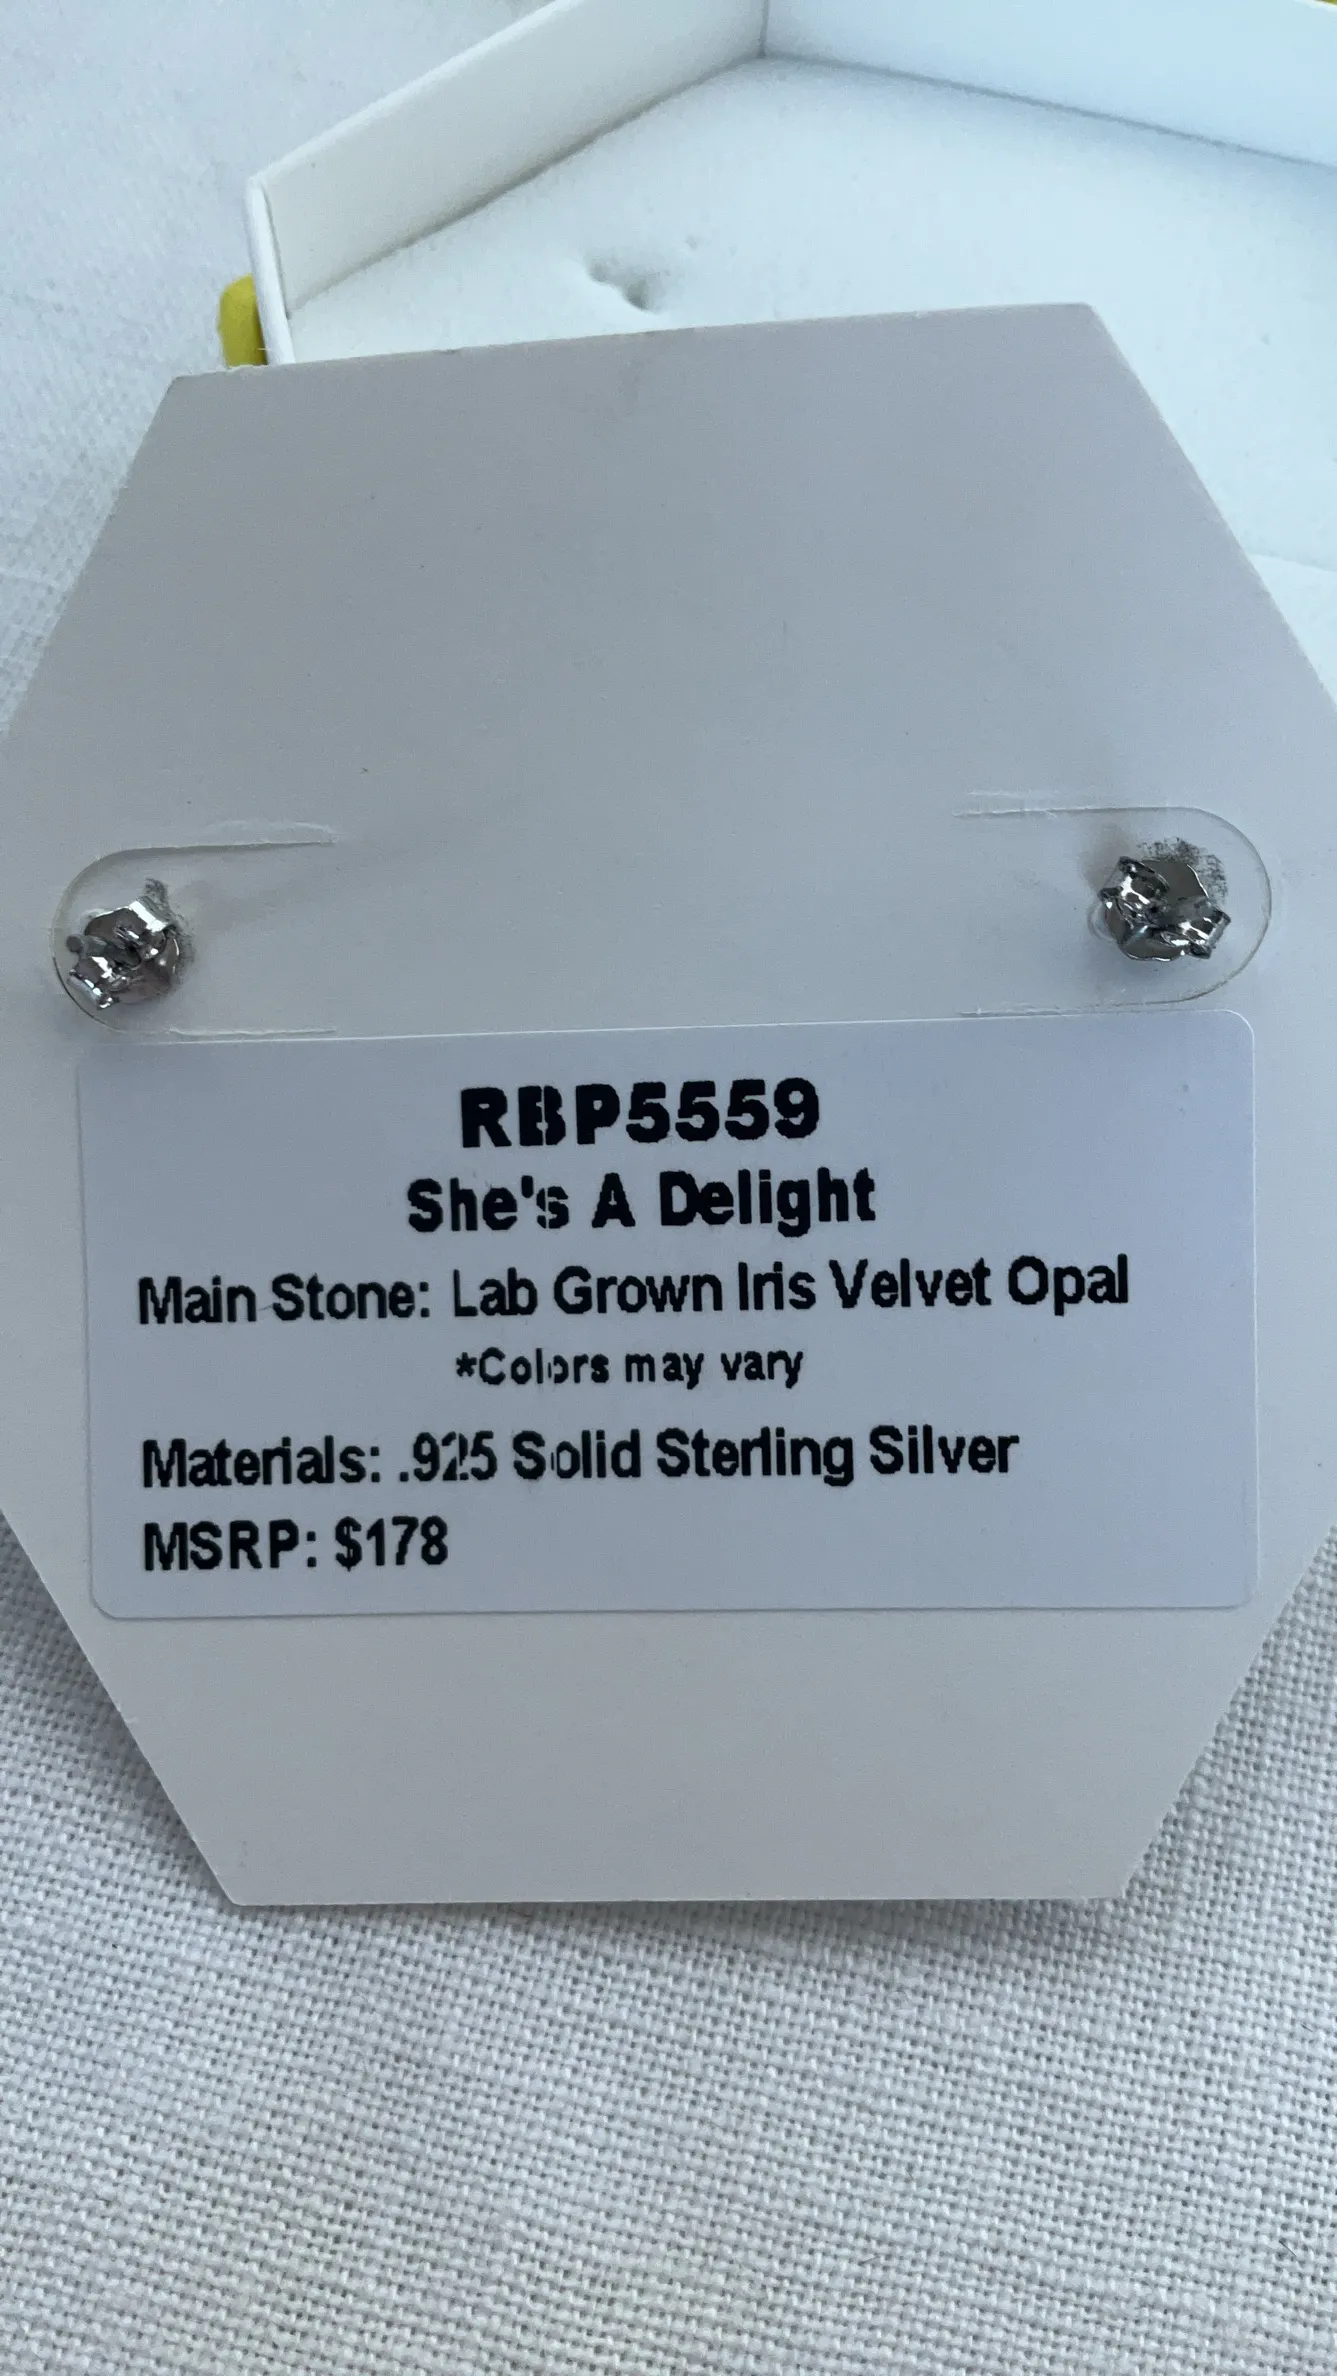 RBP5559
She's A Delight
Main Stone: Lab Grown Iris Velvet Opal
*Colors may vary
Materials: .925 Solid Sterling Silver
MSRP: $178